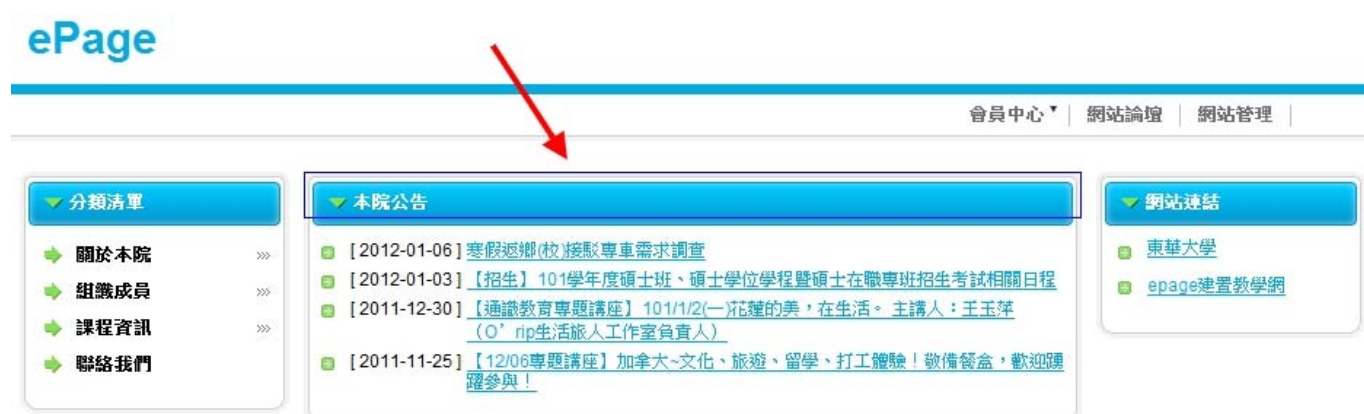 ePage
會員中心 網站論壇 網站管理
分類清單
關於本院
組織成員
課程資訊
聯絡我們
本院公告
[ 2012-01-06 ] 寒假返鄉(校)接駁專車需求調查
[ 2012-01-03 ] 【招生】101學年度碩士班、碩士學位學程暨碩士在職專班招生考試相關日程
[ 2011-12-30 ] 【通識教育專題講座】 101/1/2(一)花蓮的美，在生活。 主講人：王玉萍
（O’rip生活旅人工作室負責人）
[ 2011-11-25 ] 【12/06專題講座】加拿大~文化、旅遊、留學、打工體驗！敬備餐盒，歡迎踴
躍參與！
網站連結
東華大學
epage建置教學網